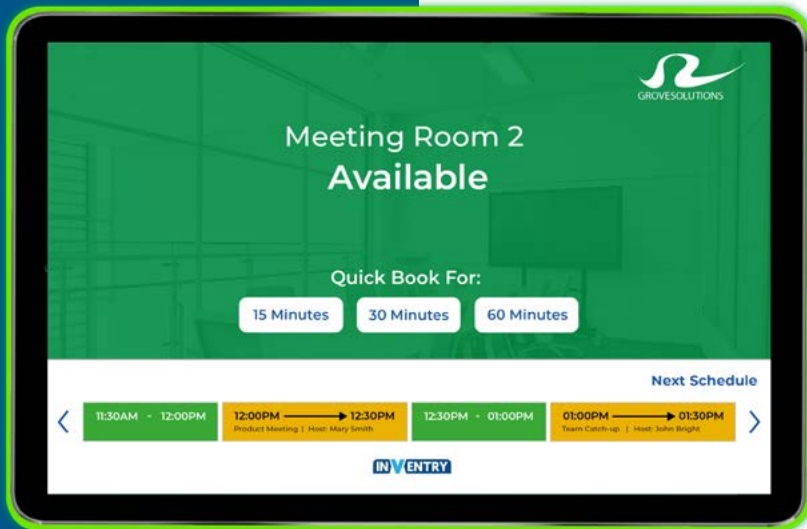 GROVESOLUTIONS
Meeting Room 2
Available
Quick Book For:
15 Minutes 30 Minutes 60 Minutes
Next Schedule
11:30AM - 12:00PM 12:00PM 12:30PM 12:30PM - 01:00PM 01:00PM 01:30PM
Product Meeting | Host: Mary Smith Team Catch-up | Host: John Bright
INVENTRY